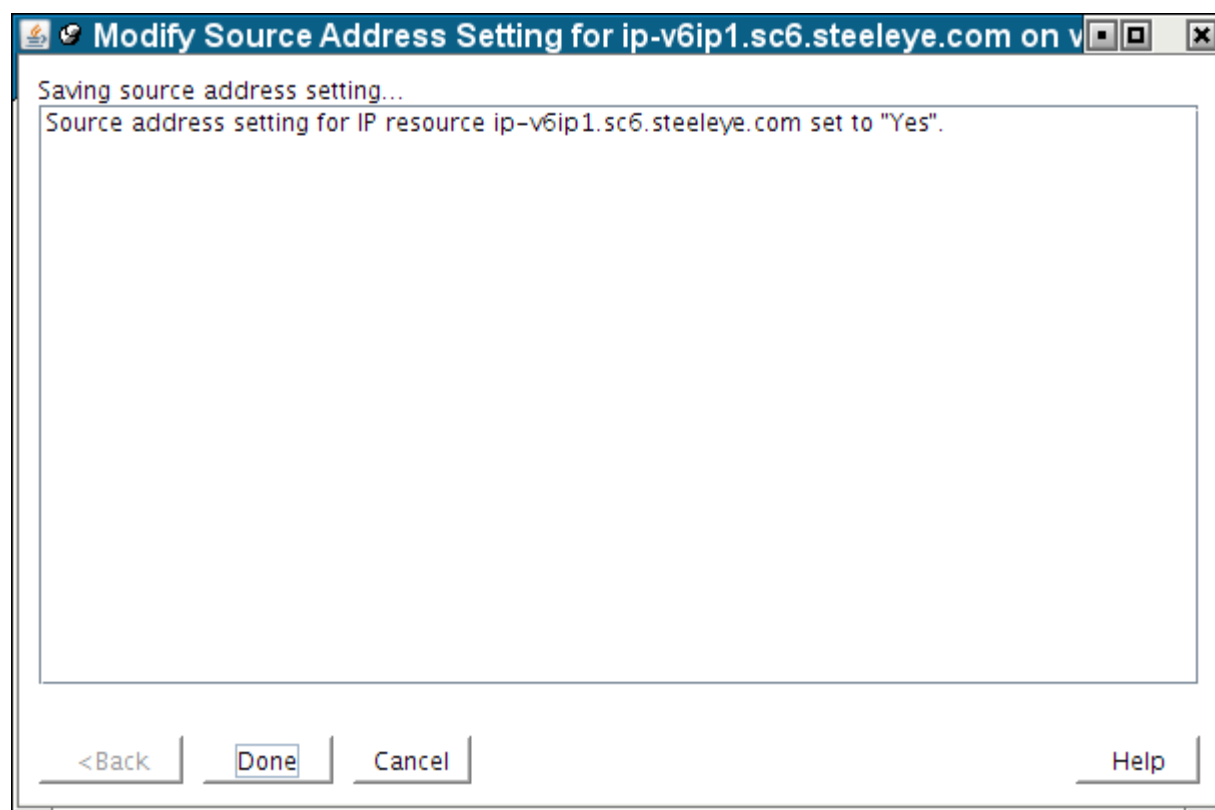 Modify Source Address Setting for ip-v6ip1.sc6.steeleye.com on v
Saving source address setting...
Source address setting for IP resource ip-v6ip1.sc6.steeleye.com set to "Yes".
<Back
Done
Cancel
Help